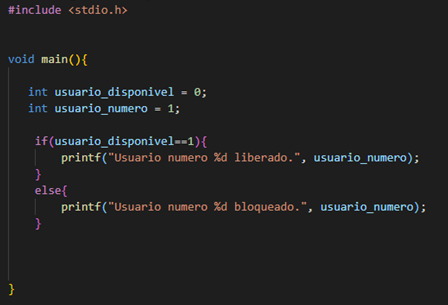 #include <stdio.h>
void main(){
int usuario_disponivel = 0;
int usuario_numero = 1;
if(usuario_disponivel==1){
printf("Usuario numero %d liberado.", usuario_numero);
}
else{
printf("Usuario numero %d bloqueado.", usuario_numero);
}
}